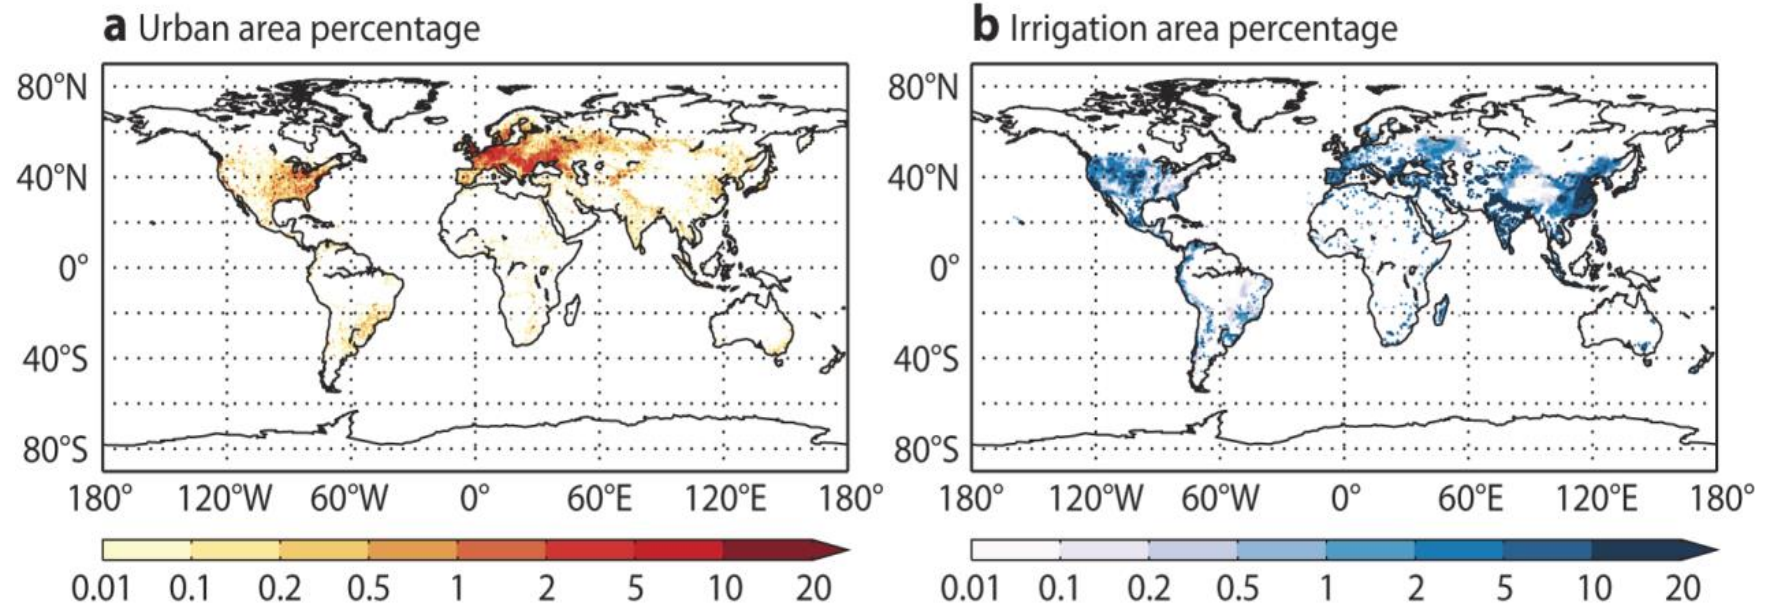 a Urban area percentage
80°N
40°N
0°
40°S
80°S
180° 120°W 60°W 0° 60°E 120°E 180°
0.01 0.1 0.2 0.5 1 2 5 10 20
b Irrigation area percentage
80°N
40°N
0°
40°S
80°S
180° 120°W 60°W 0° 60°E 120°E 180°
0.01 0.1 0.2 0.5 1 2 5 10 20